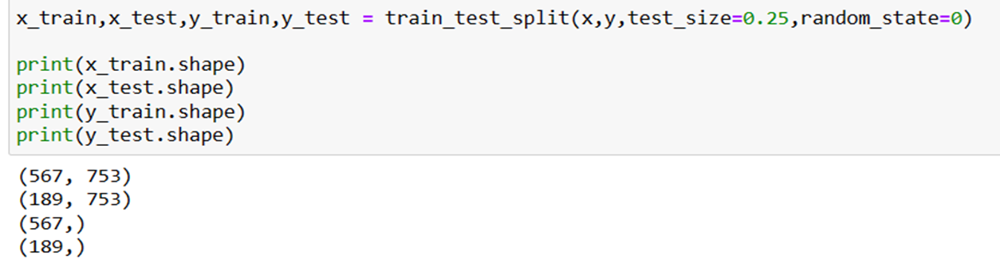 x_train,x_test,y_train,y_test = train_test_split(x,y,test_size=0.25,random_state=0)
print(x_train.shape)
print(x_test.shape)
print(y_train.shape)
print(y_test.shape)
(567, 753)
(189, 753)
(567,)
(189,)